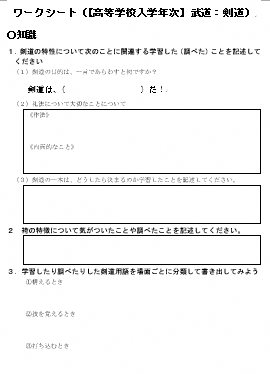 ワークシート(【高等学校入学年次】武道：剣道)
〇知識
１．剣道の特性について次のことに関連する学習した(調べた)ことを記述して
ください
(1) 剣道の目的は、一言であらわすと何ですか？
剣道は、(　　　　　　　)だ！
(2) 礼法について大切なことについて
《作法》
《内面的なこと》
(3) 剣道の一本は、どうしたら決まるのか学習したことを記述してください。
２　袴の特徴について気がついたことや調べたことを記述してください。
３．学習したり調べたりした剣道用語を場面ごとに分類して書き出してみよう
①構えるとき
②技を覚えるとき
③打ち込むとき